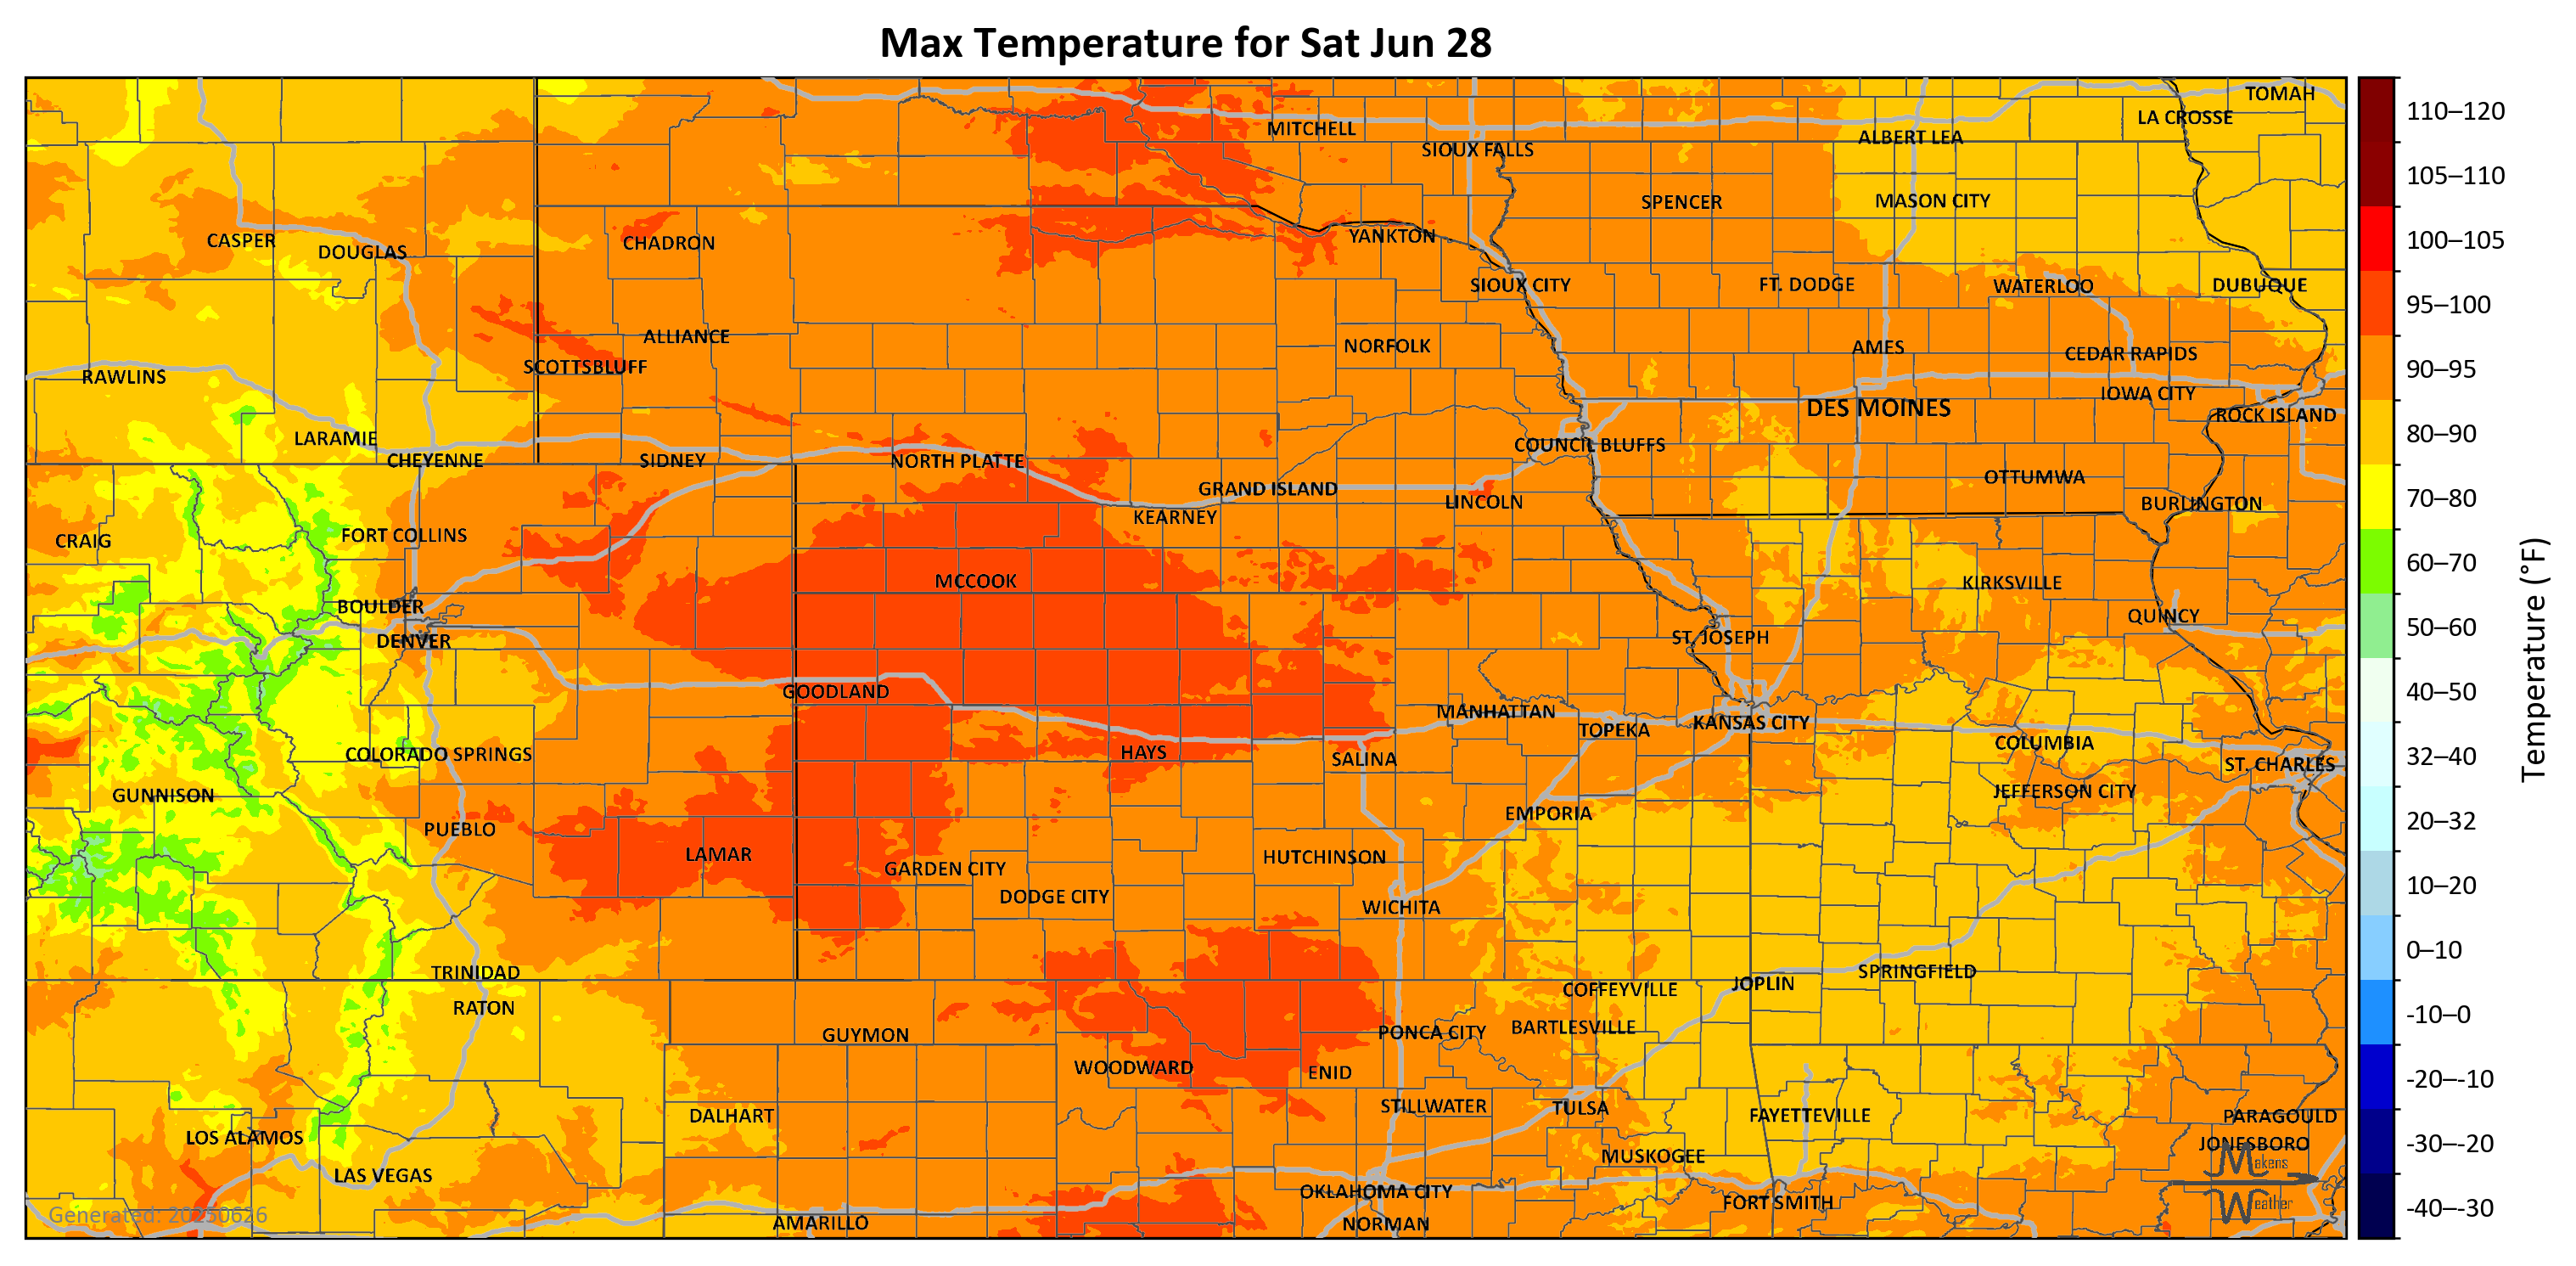 Max Temperature for Sat Jun 28
TOMAH
LA CROSSE
MITCHELL
ALBERT LEA
SIOUX FALLS
SPENCER
MASON CITY
CASPER
DOUGLAS
CHADRON
YANKTON
SIOUX CITY
FT. DODGE
WATERLOO
DUBUQUE
ALLIANCE
NORFOLK
AMES
CEDAR RAPIDS
SCOTTSBLUFF
RAWLINS
IOWA CITY
DES MOINES
ROCK ISLAND
LARAMIE
COUNCIL BLUFFS
CHEYENNE
SIDNEY
NORTH PLATTE
OTTUMWA
GRAND ISLAND
LINCOLN
BURLINGTON
KEARNEY
FORT COLLINS
CRAIG
MCCOOK
KIRKSVILLE
BOULDER
QUINCY
DENVER
ST. JOSEPH
GOODLAND
MANHATTAN
KANSAS CITY
TOPEKA
COLUMBIA
COLORADO SPRINGS
HAYS
SALINA
ST. CHARLES
GUNNISON
JEFFERSON CITY
EMPORIA
PUEBLO
LAMAR
HUTCHINSON
GARDEN CITY
DODGE CITY
WICHITA
TRINIDAD
SPRINGFIELD
JOPLIN
COFFEYVILLE
RATON
BARTLESVILLE
GUYMON
PONCA CITY
WOODWARD
ENID
STILLWATER
TULSA
DALHART
FAYETTEVILLE
PARAGOULD
LOS ALAMOS
JONESBORO
MUSKOGEE
LAS VEGAS
OKLAHOMA CITY
FORT SMITH
AMARILLO
NORMAN
Makens
Weather
Generated: 20250626
110–120
105–110
100–105
95–100
90–95
80–90
70–80
60–70
50–60
40–50
32–40
20–32
10–20
0–10
-10–0
-20–-10
-30–-20
-40–-30
Temperature (°F)